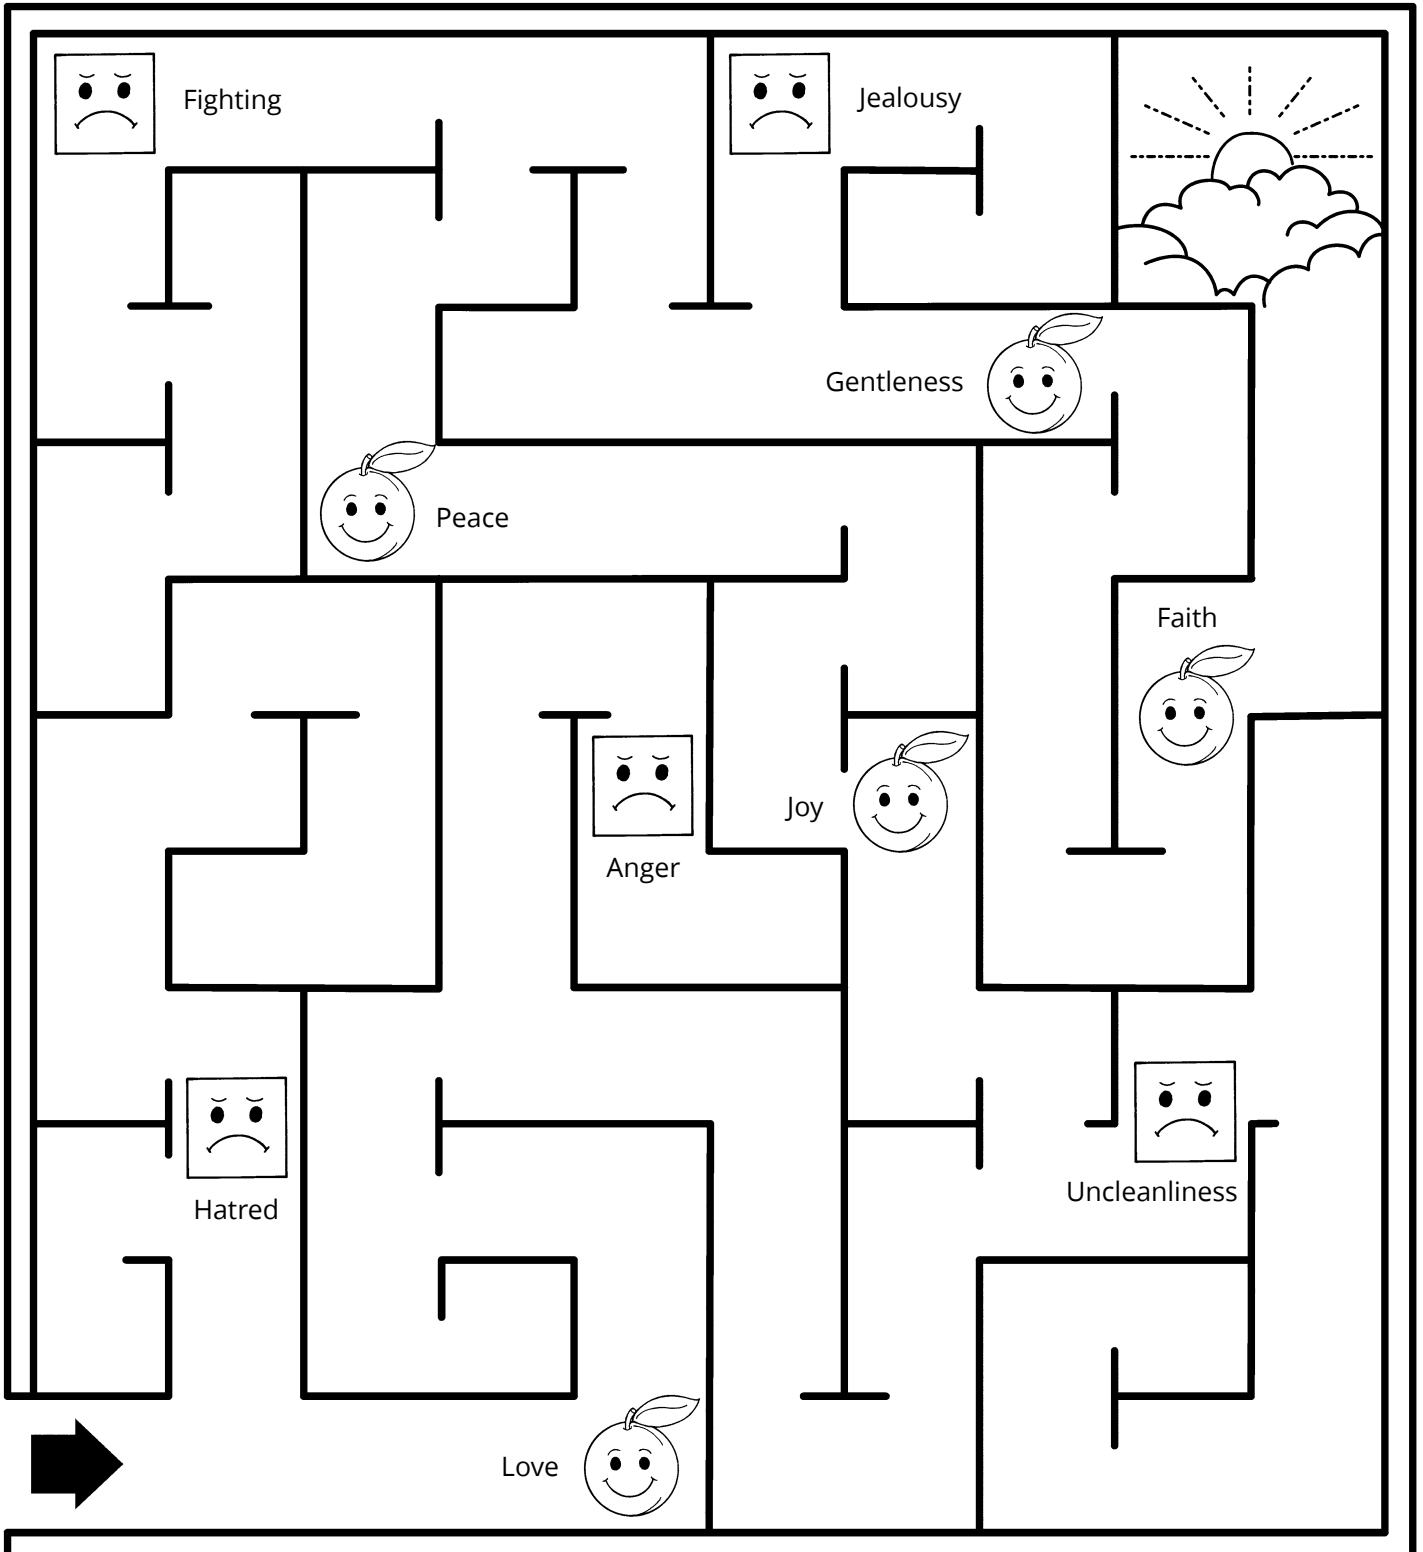 Fighting
Jealousy
Gentleness
Peace
Faith
Joy
Anger
Uncleanliness
Hatred
Love